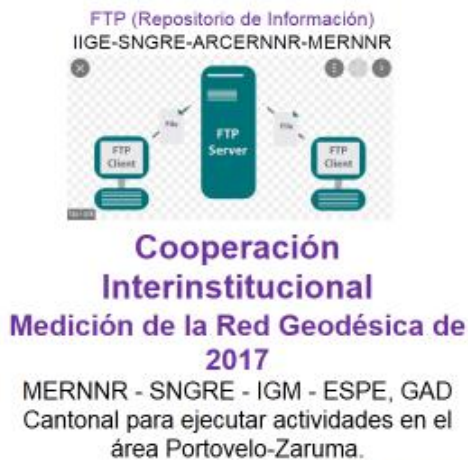 FTP (Repositorio de Información)
IIGE-SNGRE-ARCERNNR-MERNNR
File
File
FTP
Server
FTP
Client
FTP
Client
Cooperación
Interinstitucional
Medición de la Red Geodésica de
2017
MERNNR - SNGRE - IGM - ESPE, GAD
Cantonal para ejecutar actividades en el
área Portovelo-Zaruma.